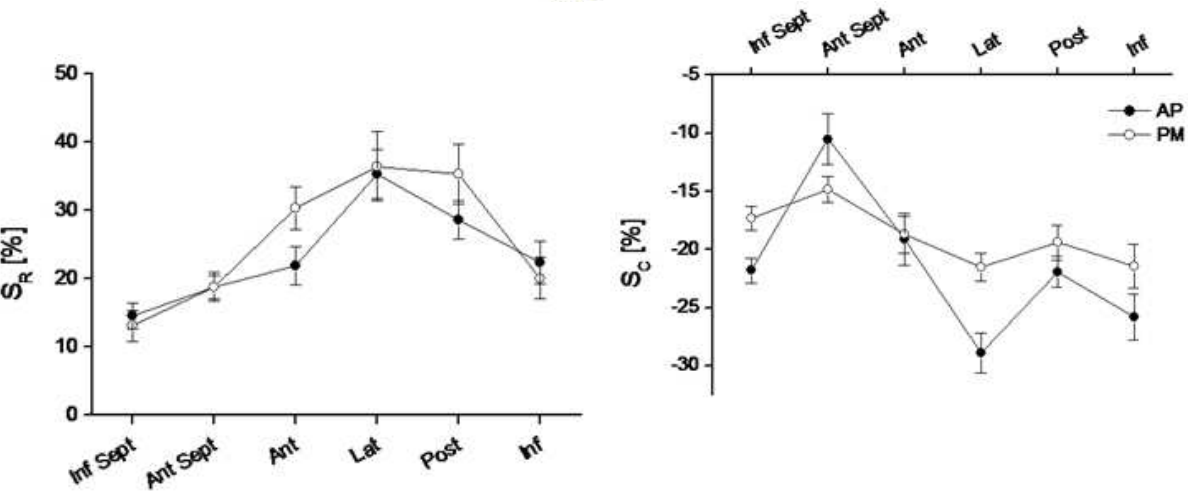 50
40
30
20
10
0
S_R [%]
Inf Sept
Ant Sept
Ant
Lat
Post
Inf
Inf Sept
Ant Sept
Ant
Lat
Post
Inf
-5
-10
-15
-20
-25
-30
S_C [%]
AP
PM